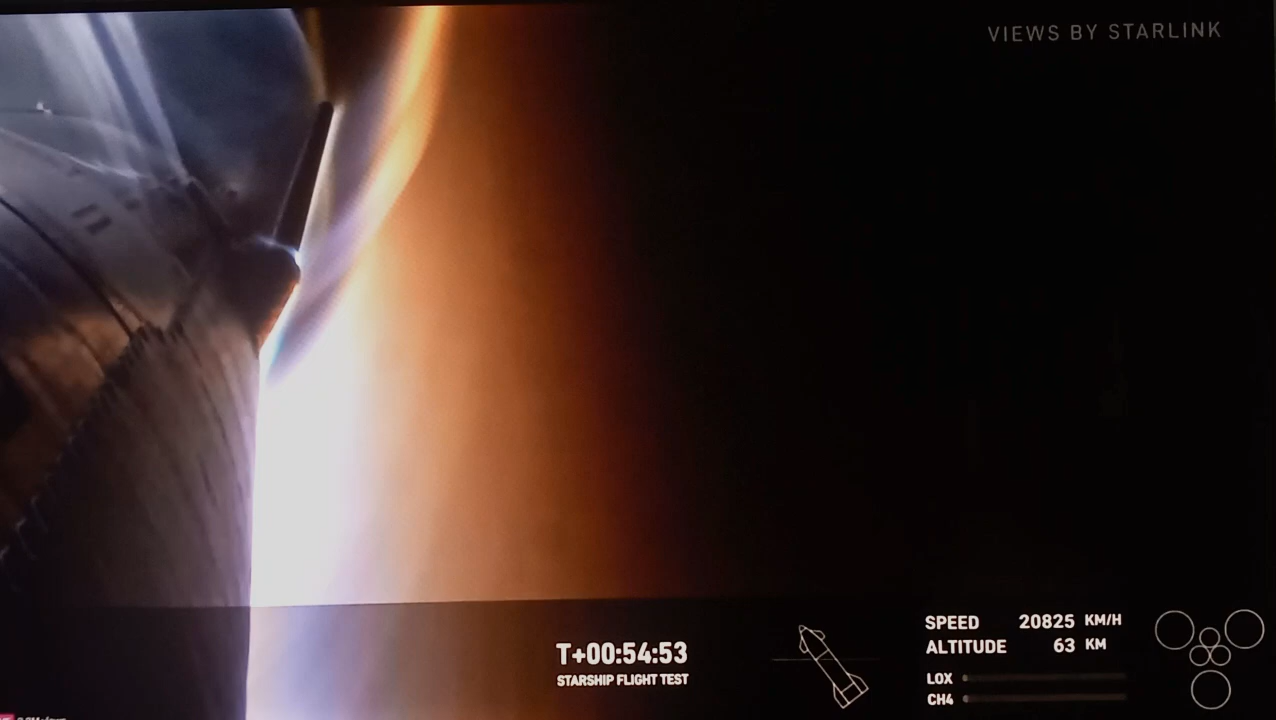 VIEWS BY STARLINK
T+00:54:53
STARSHIP FLIGHT TEST
SPEED 20825 KM/H
ALTITUDE 63 KM
LOX
CH4